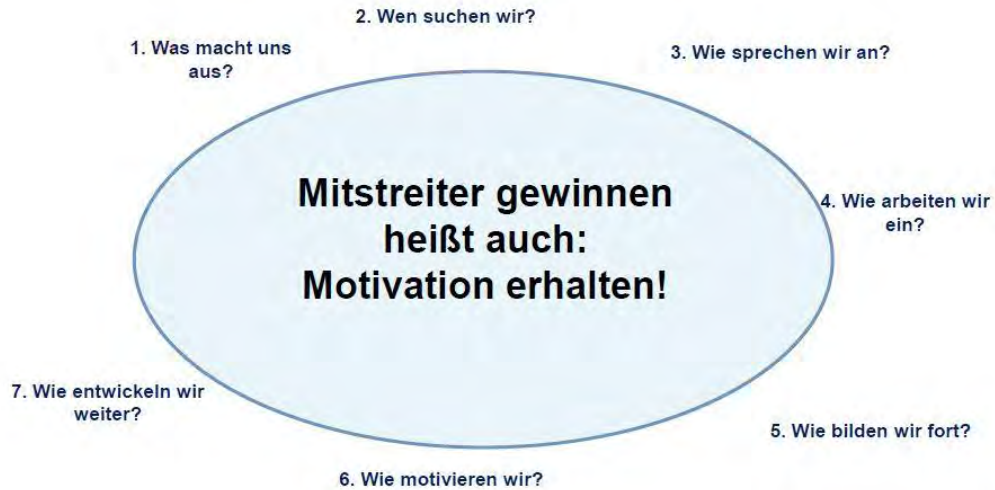 2. Wen suchen wir?
1. Was macht uns
aus?
3. Wie sprechen wir an?
Mitstreiter gewinnen
heißt auch:
Motivation erhalten!
4. Wie arbeiten wir
ein?
7. Wie entwickeln wir
weiter?
5. Wie bilden wir fort?
6. Wie motivieren wir?